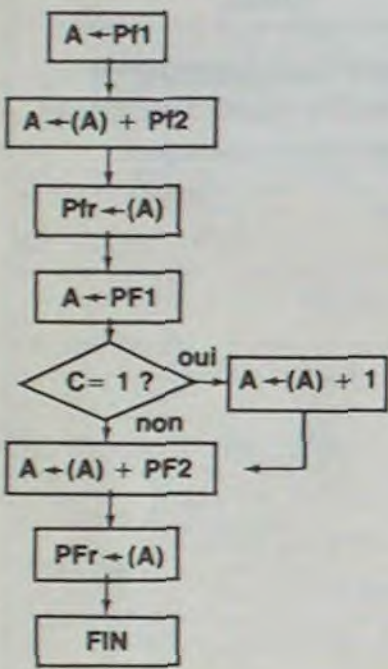 A←Pf1
A←(A) + Pf2
Pfr←(A)
A←PF1
C= 1 ?
oui
A←(A) + 1
non
A←(A) + PF2
PFr←(A)
FIN